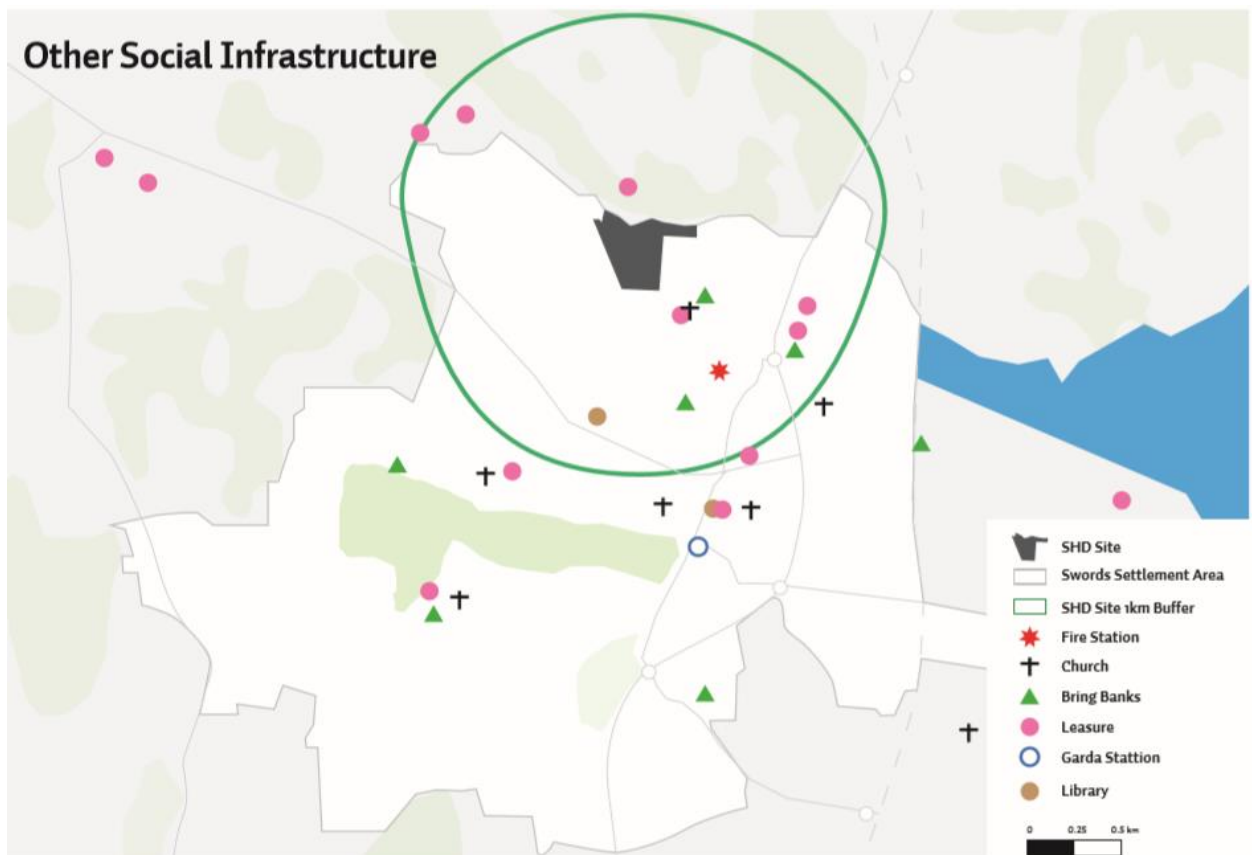 Other Social Infrastructure
SHD Site
Swords Settlement Area
SHD Site 1km Buffer
Fire Station
Church
Bring Banks
Leasure
Garda Stattion
Library
0 0.25 0.5 km